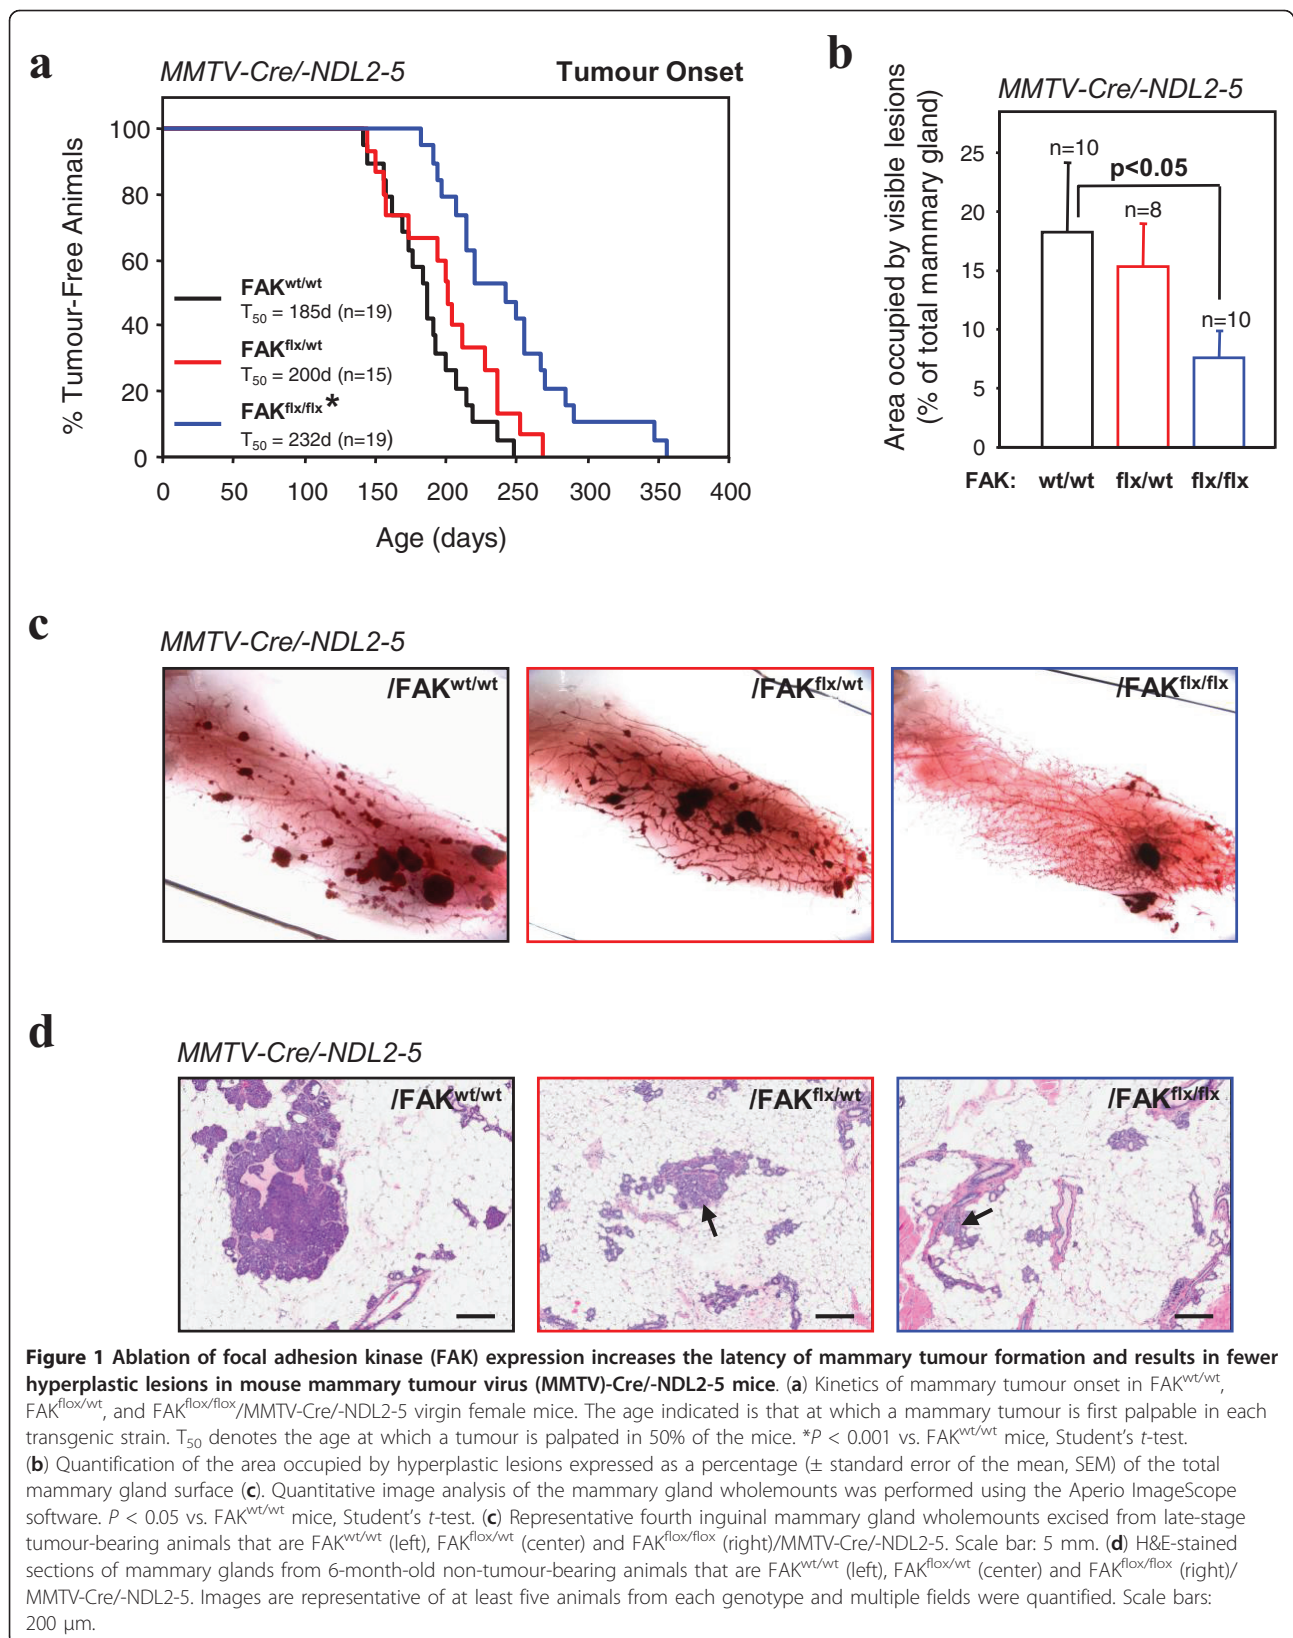 a
MMTV-Cre/-NDL2-5
Tumour Onset
% Tumour-Free Animals
100
80
60
40
20
0
FAKwt/wt
T50 = 185d (n=19)
FAKflx/wt
T50 = 200d (n=15)
FAKflx/flx*
T50 = 232d (n=19)
0 50 100 150 200 250 300 350 400
Age (days)
b
MMTV-Cre/-NDL2-5
Area occupied by visible lesions
(% of total mammary gland)
25
20
15
10
5
0
n=10
p<0.05
n=8
n=10
FAK: wt/wt flx/wt flx/flx
c
MMTV-Cre/-NDL2-5
/FAKwt/wt
/FAKflx/wt
/FAKflx/flx
d
MMTV-Cre/-NDL2-5
/FAKwt/wt
/FAKflx/wt
/FAKflx/flx
Figure 1 Ablation of focal adhesion kinase (FAK) expression increases the latency of mammary tumour formation and results in fewer
hyperplastic lesions in mouse mammary tumour virus (MMTV)-Cre/-NDL2-5 mice. (a) Kinetics of mammary tumour onset in FAKwt/wt,
FAKflox/wt, and FAKflox/flox/MMTV-Cre/-NDL2-5 virgin female mice. The age indicated is that at which a mammary tumour is first palpable in each
transgenic strain. T50 denotes the age at which a tumour is palpated in 50% of the mice. *P < 0.001 vs. FAKwt/wt mice, Student's t-test.
(b) Quantification of the area occupied by hyperplastic lesions expressed as a percentage (± standard error of the mean, SEM) of the total
mammary gland surface (c). Quantitative image analysis of the mammary gland wholemounts was performed using the Aperio ImageScope
software. P < 0.05 vs. FAKwt/wt mice, Student's t-test. (c) Representative fourth inguinal mammary gland wholemounts excised from late-stage
tumour-bearing animals that are FAKwt/wt (left), FAKflox/wt (center) and FAKflox/flox (right)/MMTV-Cre/-NDL2-5. Scale bar: 5 mm. (d) H&E-stained
sections of mammary glands from 6-month-old non-tumour-bearing animals that are FAKwt/wt (left), FAKflox/wt (center) and FAKflox/flox (right)/
MMTV-Cre/-NDL2-5. Images are representative of at least five animals from each genotype and multiple fields were quantified. Scale bars:
200 μm.